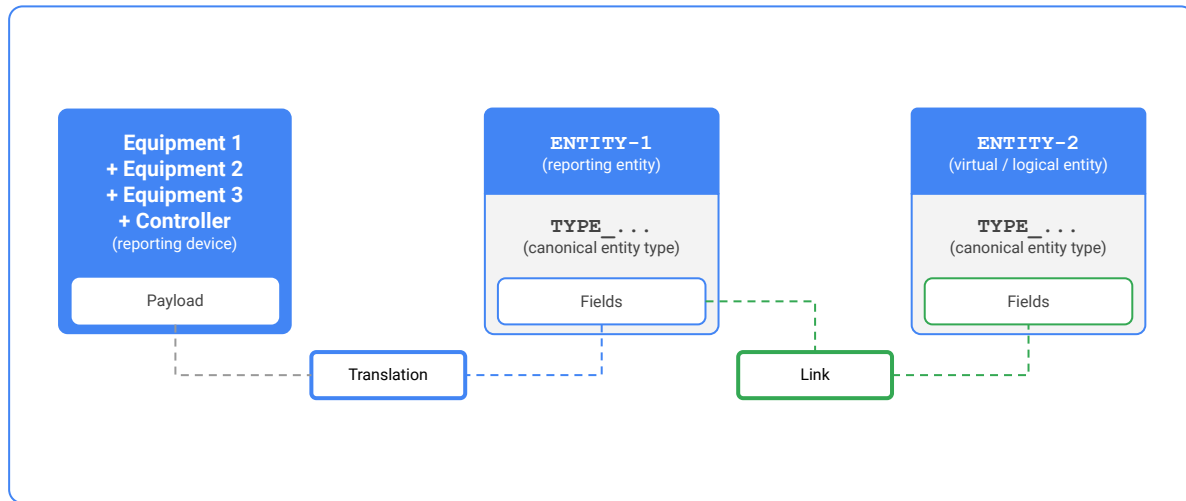 Equipment 1
+ Equipment 2
+ Equipment 3
+ Controller
(reporting device)
Payload
Translation
ENTITY-1
(reporting entity)
TYPE_...
(canonical entity type)
Fields
Link
ENTITY-2
(virtual / logical entity)
TYPE_...
(canonical entity type)
Fields